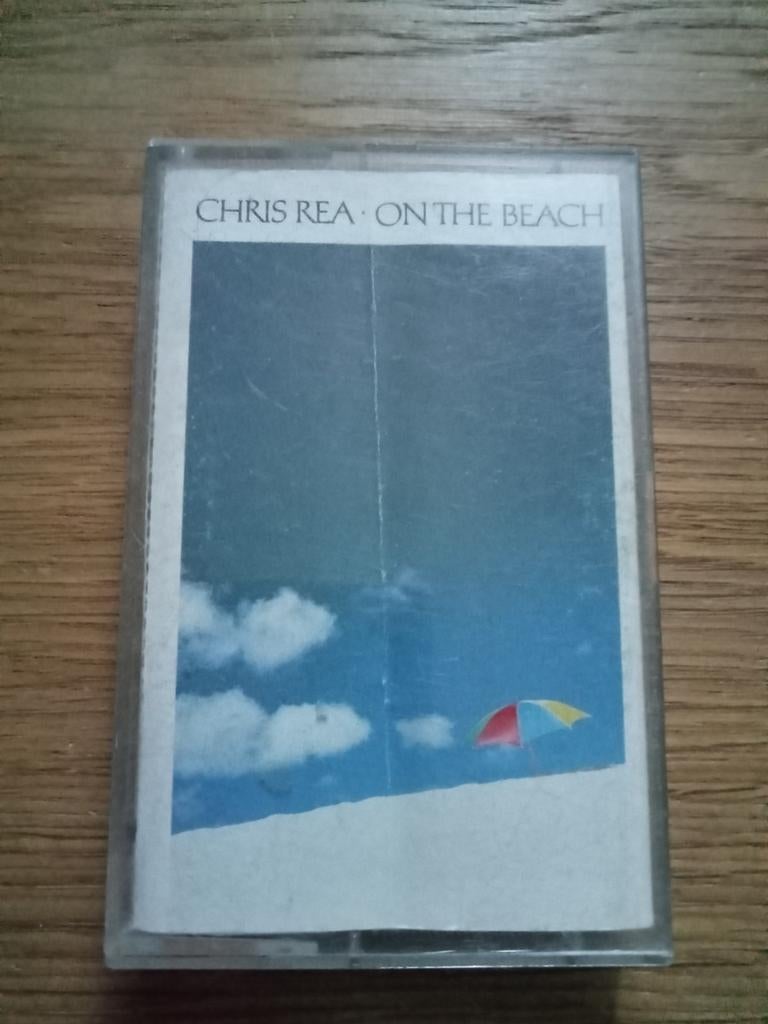 CHRIS REA · ON THE BEACH